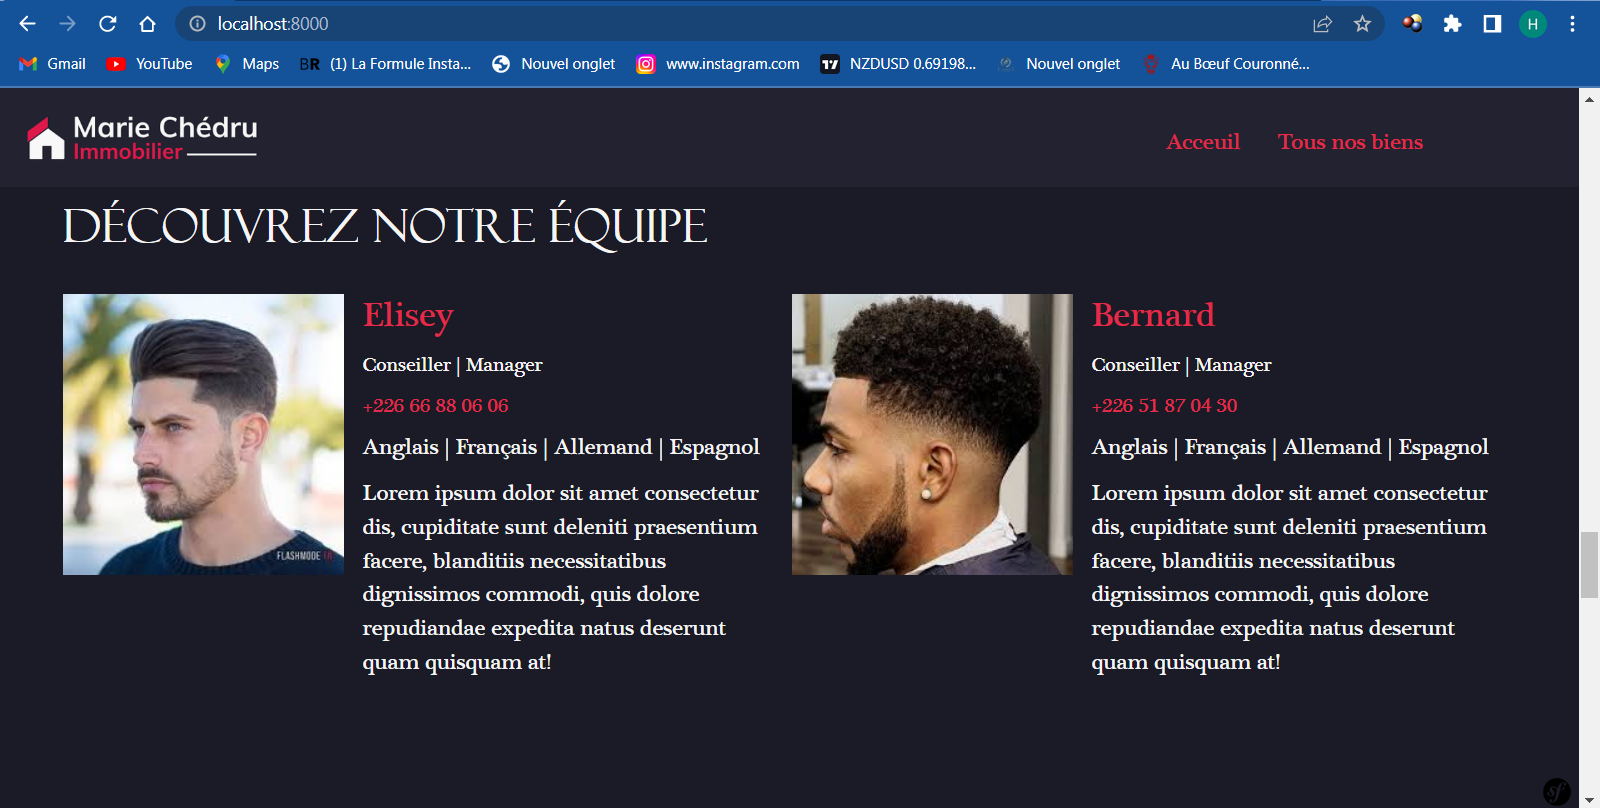 localhost:8000
Gmail YouTube Maps (1) La Formule Insta... Nouvel onglet www.instagram.com NZDUSD 0.69198... Nouvel onglet Au Bœuf Couronné...
Marie Chédru
Immobilier
Acceuil Tous nos biens
DÉCOUVREZ NOTRE ÉQUIPE
FLASHMODE
Elisey
Conseiller | Manager
+226 66 88 06 06
Anglais | Français | Allemand | Espagnol
Lorem ipsum dolor sit amet consectetur
dis, cupiditate sunt deleniti praesentium
facere, blanditiis necessitatibus
dignissimos commodi, quis dolore
repudiandae expedita natus deserunt
quam quisquam at!
Bernard
Conseiller | Manager
+226 51 87 04 30
Anglais | Français | Allemand | Espagnol
Lorem ipsum dolor sit amet consectetur
dis, cupiditate sunt deleniti praesentium
facere, blanditiis necessitatibus
dignissimos commodi, quis dolore
repudiandae expedita natus deserunt
quam quisquam at!
H
BR
sf